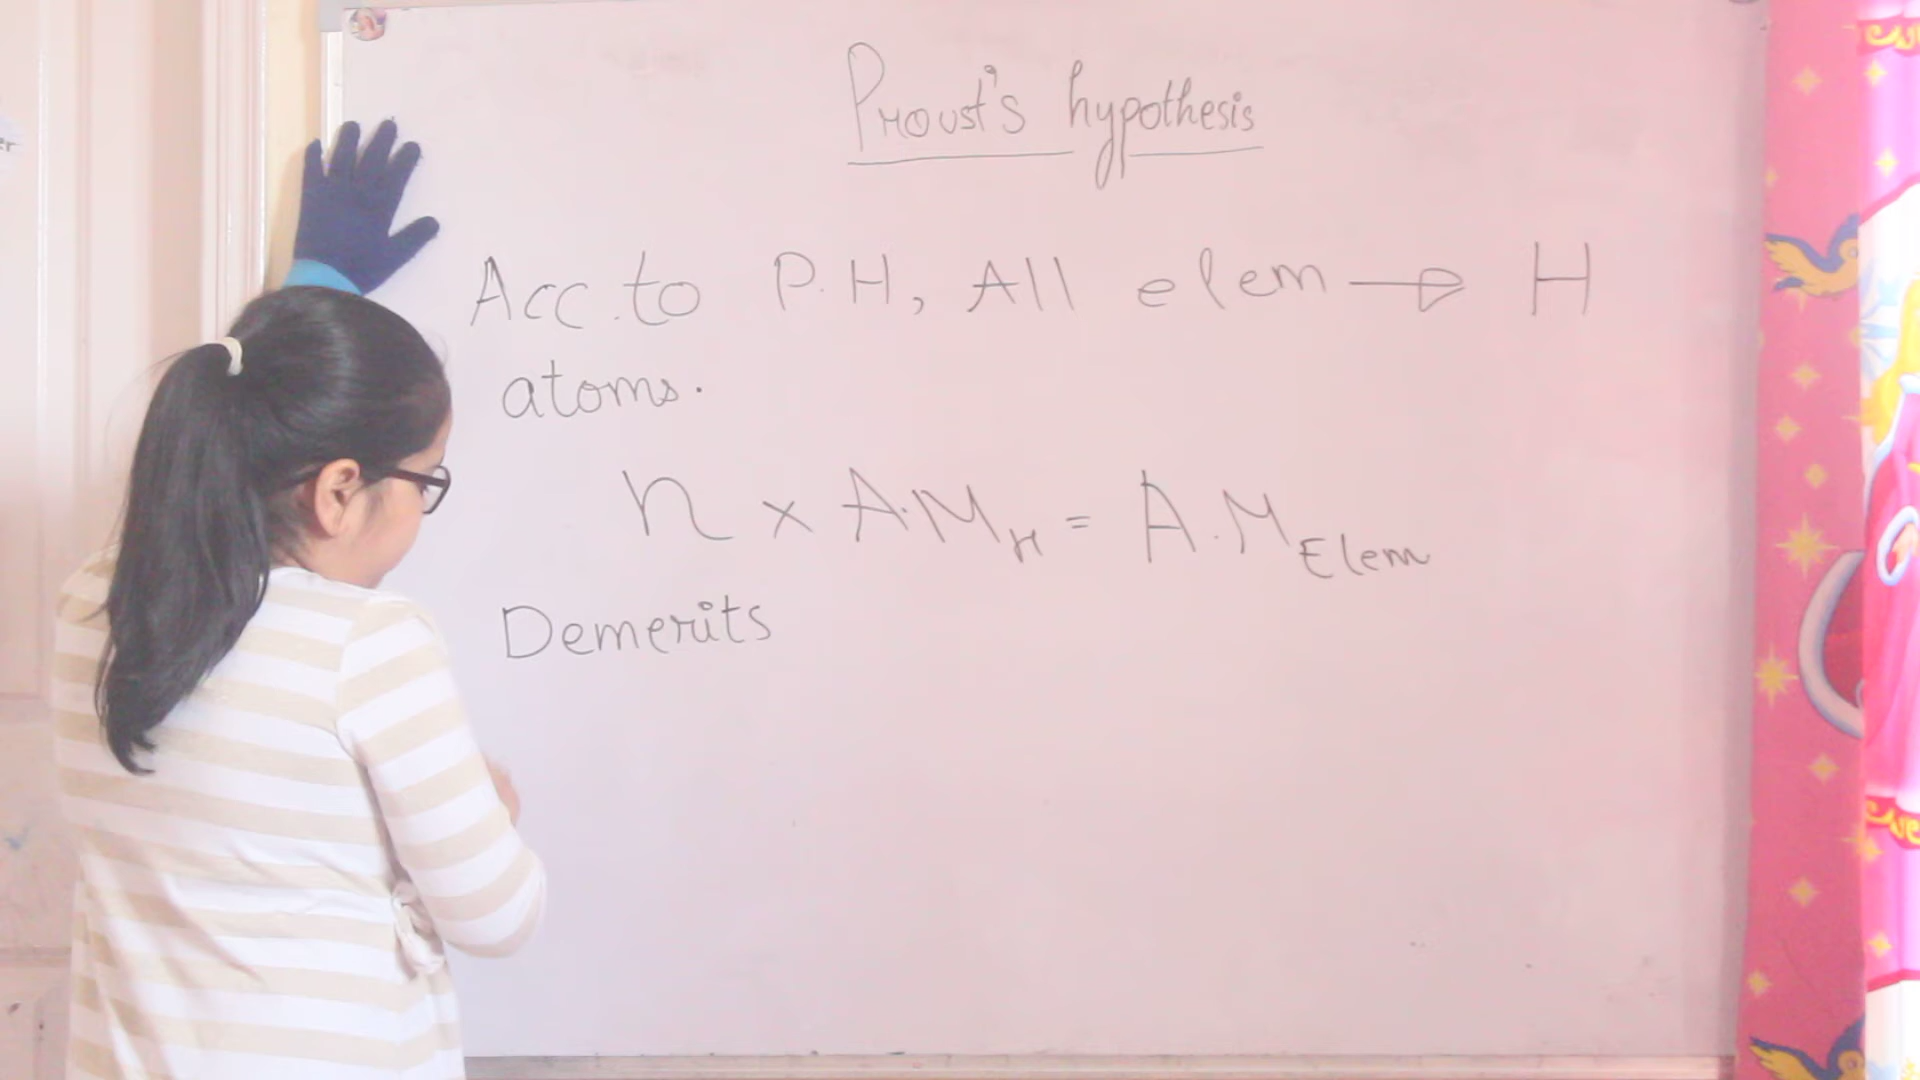 Proust's hypothesis
Acc. to P.H, All elem → H
atoms.
n × A.M_H = A.M_Elem
Demerits